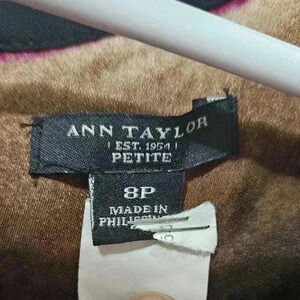 ANN TAYLOR
EST. 1954
PETITE
8P
MADE IN